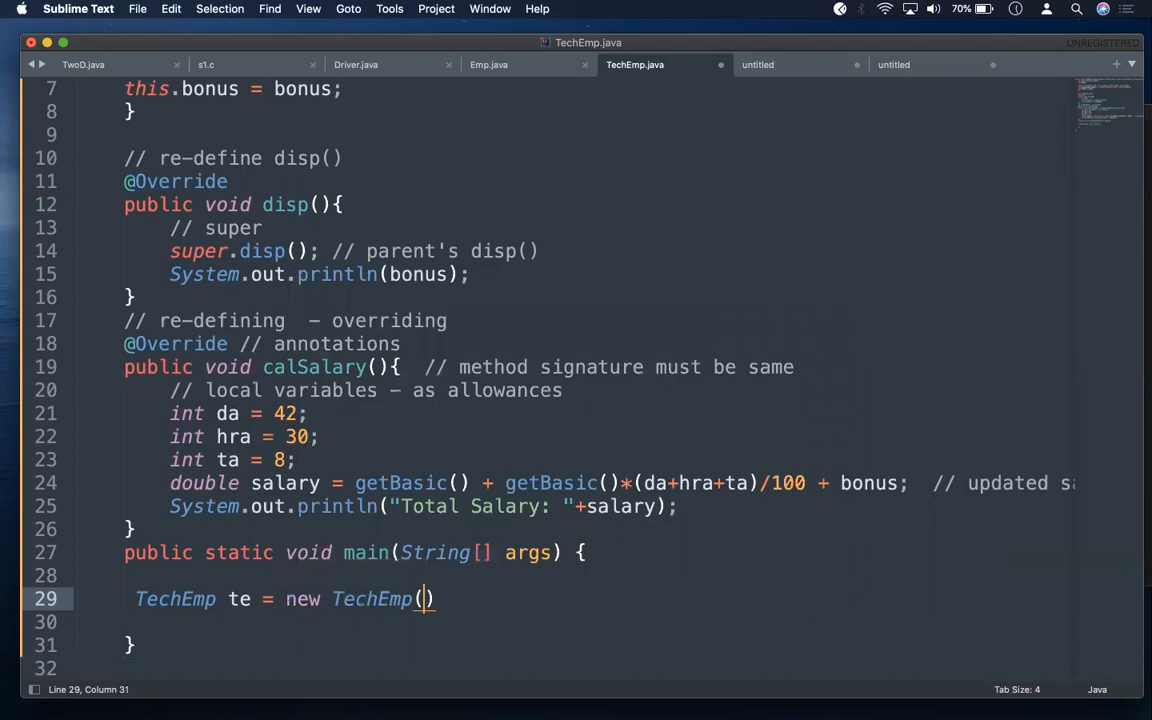 Sublime Text File Edit Selection Find View Goto Tools Project Window Help 70%
TechEmp.java UNREGISTERED
TwoD.java s1.c Driver.java Emp.java TechEmp.java untitled untitled
7 this.bonus = bonus;
8 }
9
10 // re-define disp()
11 @Override
12 public void disp(){
13 // super
14 super.disp(); // parent's disp()
15 System.out.println(bonus);
16 }
17 // re-defining - overriding
18 @Override // annotations
19 public void calSalary(){ // method signature must be same
20 // local variables - as allowances
21 int da = 42;
22 int hra = 30;
23 int ta = 8;
24 double salary = getBasic() + getBasic()*(da+hra+ta)/100 + bonus; // updated sa
25 System.out.println("Total Salary: "+salary);
26 }
27 public static void main(String[] args) {
28
29 TechEmp te = new TechEmp()
30
31 }
32
Line 29, Column 31 Tab Size: 4 Java